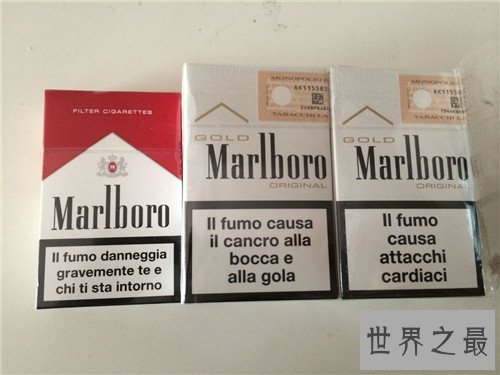 FILTER CIGARETTES
Marlboro
Il fumo danneggia
gravemente te e
chi ti sta intorno
MONOPOLIO
TABACCHI
GOLD
Marlboro
ORIGINAL
Il fumo causa
il cancro alla
bocca e
alla gola
MONOPOLIO
AK1155
TABACCHI
GOLD
Marlboro
ORIGINAL
Il fumo
causa
attacchi
cardiaci
世界之最